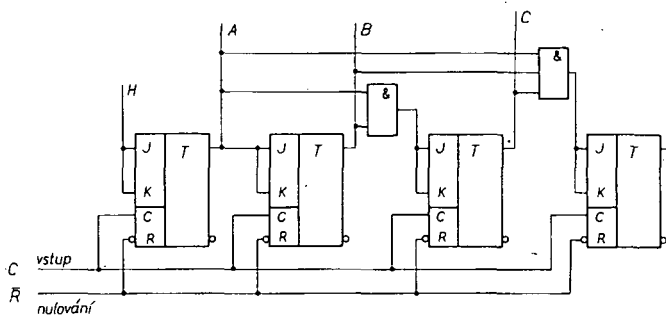 A B C
&
&
H
J T J T J T J T
K K K K
C C C C
R R R R
C vstup
R̅ nulování